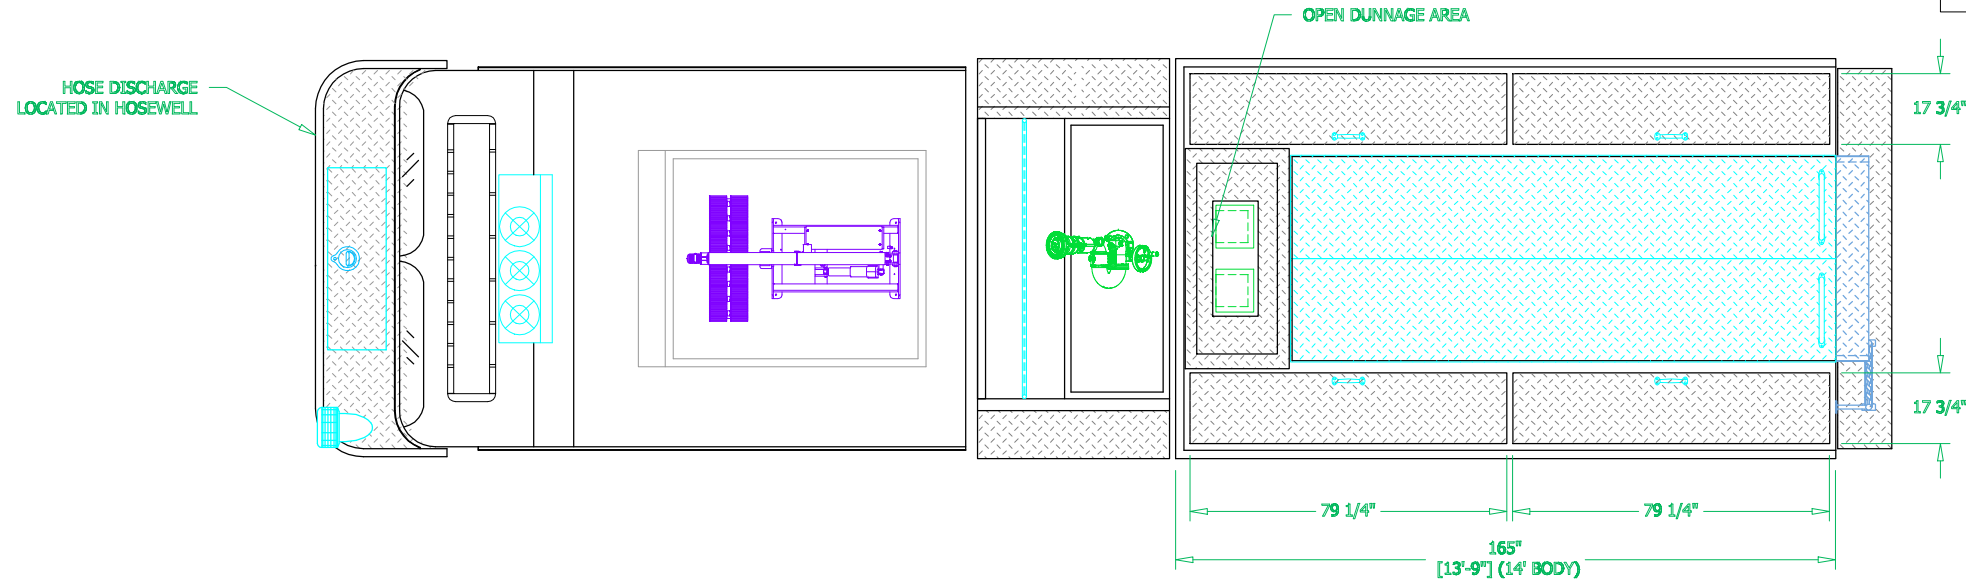 OPEN DUNNAGE AREA
HOSE DISCHARGE
LOCATED IN HOSEWELL
17 3/4"
17 3/4"
79 1/4"
79 1/4"
165"
[13'-9"] (14' BODY)